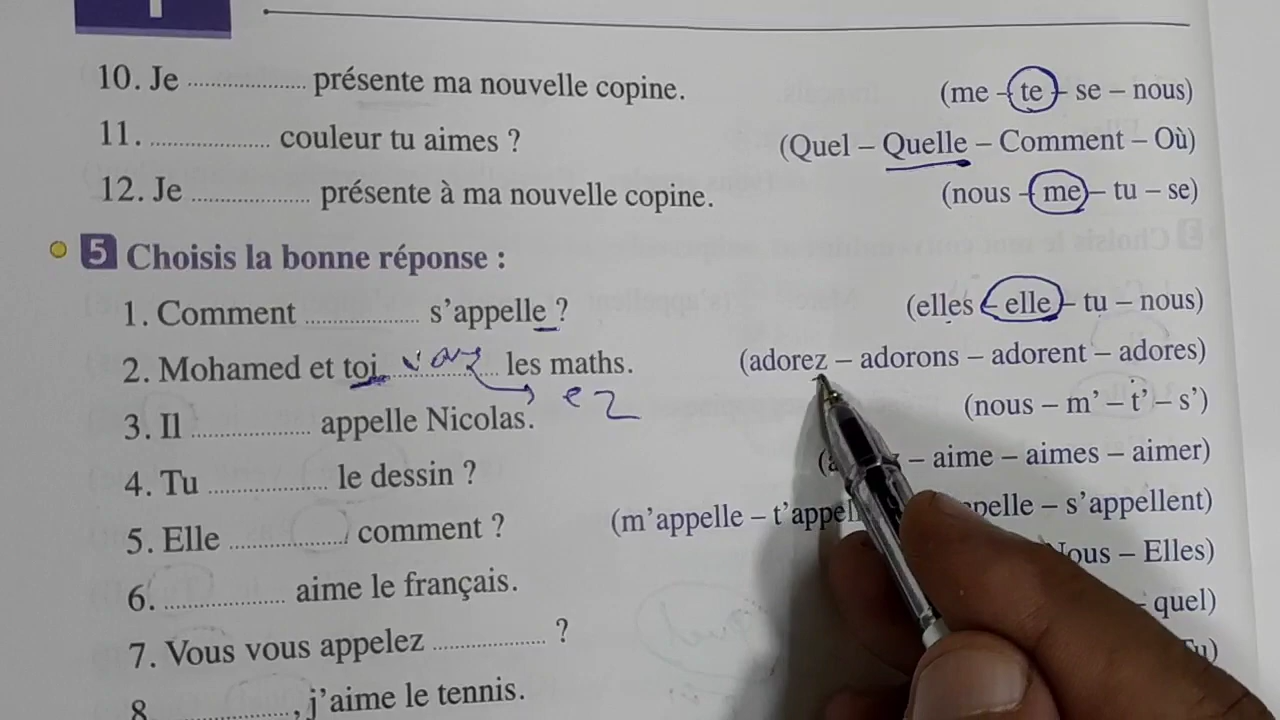 10. Je .................... présente ma nouvelle copine. (me – te – se – nous)
11. .................... couleur tu aimes ? (Quel – Quelle – Comment – Où)
12. Je .................... présente à ma nouvelle copine. (nous – me – tu – se)
5 Choisis la bonne réponse :
1. Comment .................... s'appelle ? (elles – elle – tu – nous)
2. Mohamed et toi, .................... les maths. (adorez – adorons – adorent – adores)
ez
3. Il .................... appelle Nicolas. (nous – m' – t' – s')
4. Tu .................... le dessin ? – aime – aimes – aimer)
5. Elle .................... comment ? (m'appelle – t'appel – s'appellent)
6. .................... aime le français. – Elles)
7. Vous vous appelez .................... ? – quel)
8. ...................., j'aime le tennis.